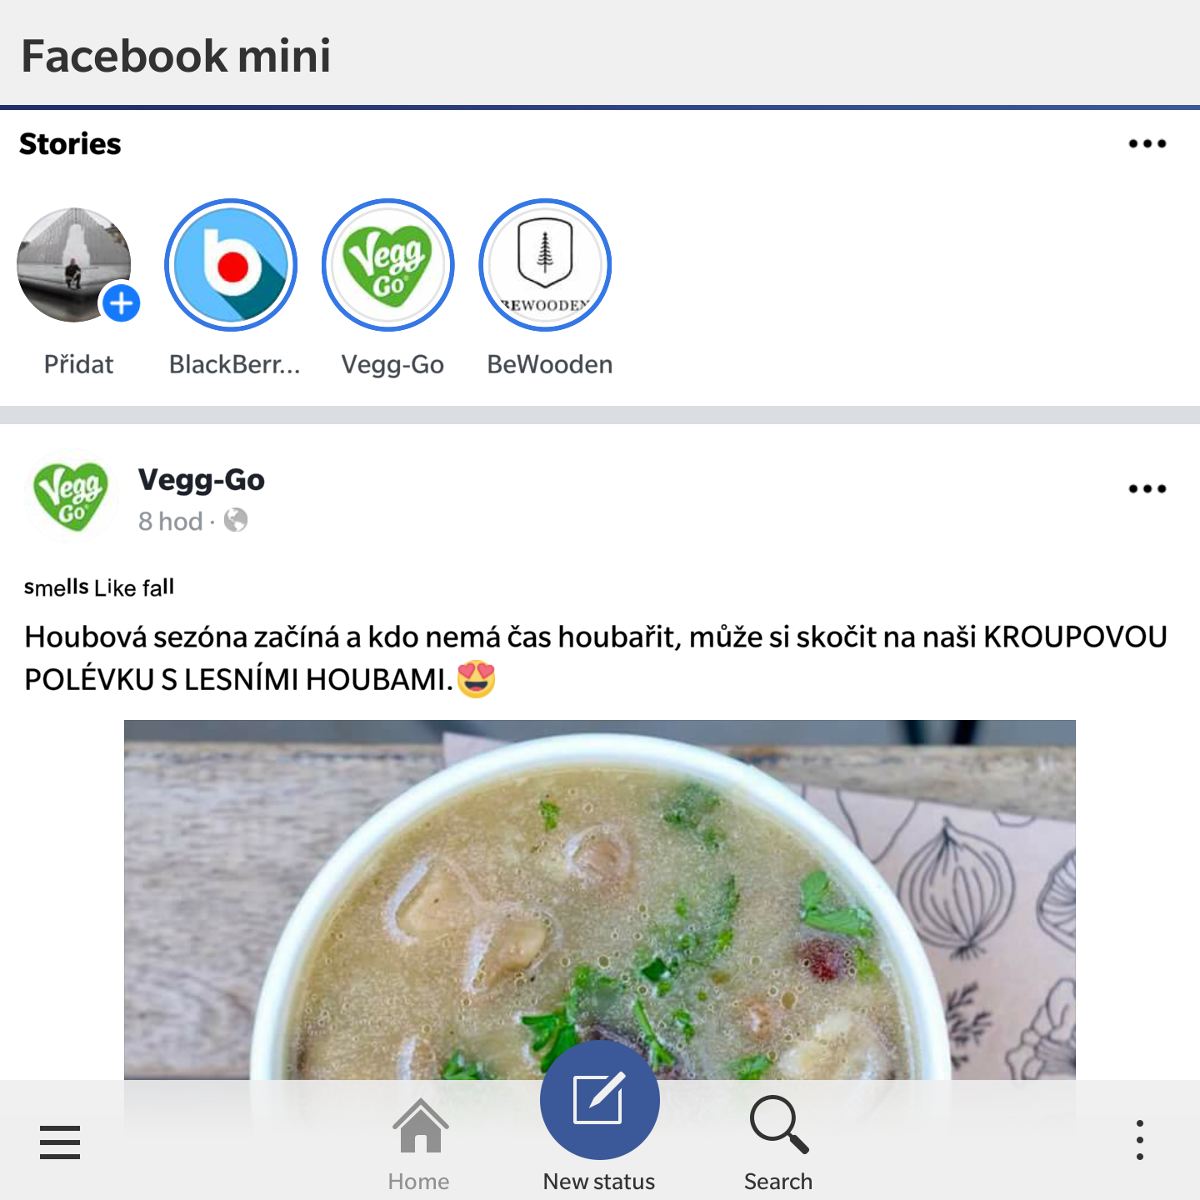 Facebook mini
Stories
b
Vegg
Go
BEWOODEN
Přidat
BlackBerr...
Vegg-Go
BeWooden
Vegg
Go
Vegg-Go
8 hod ·
smells Like fall
Houbová sezóna začíná a kdo nemá čas houbařit, může si skočit na naši KROUPOVOU
POLÉVKU S LESNÍMI HOUBAMI.😍
Home
New status
Search